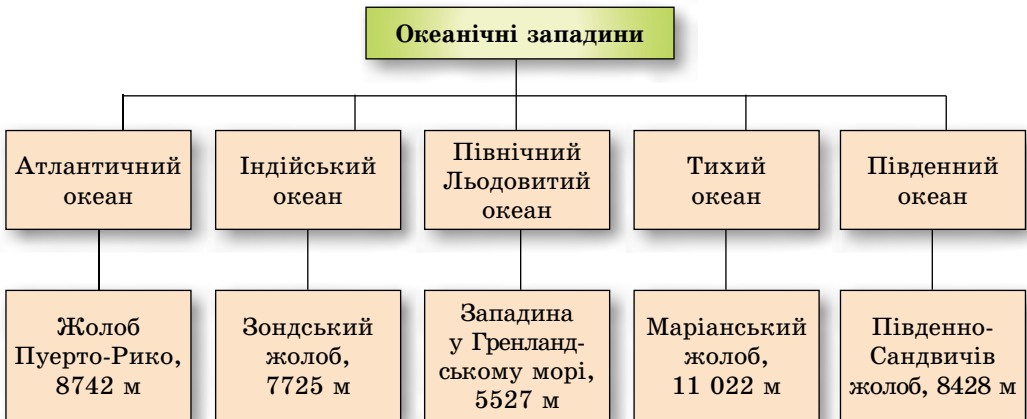 Океанічні западини
Атлантичний
океан
Індійський
океан
Північний
Льодовитий
океан
Тихий
океан
Південний
океан
Жолоб
Пуерто-Рико,
8742 м
Зондський
жолоб,
7725 м
Западина
у Гренланд-
ському морі,
5527 м
Маріанський
жолоб,
11 022 м
Південно-
Сандвичів
жолоб, 8428 м